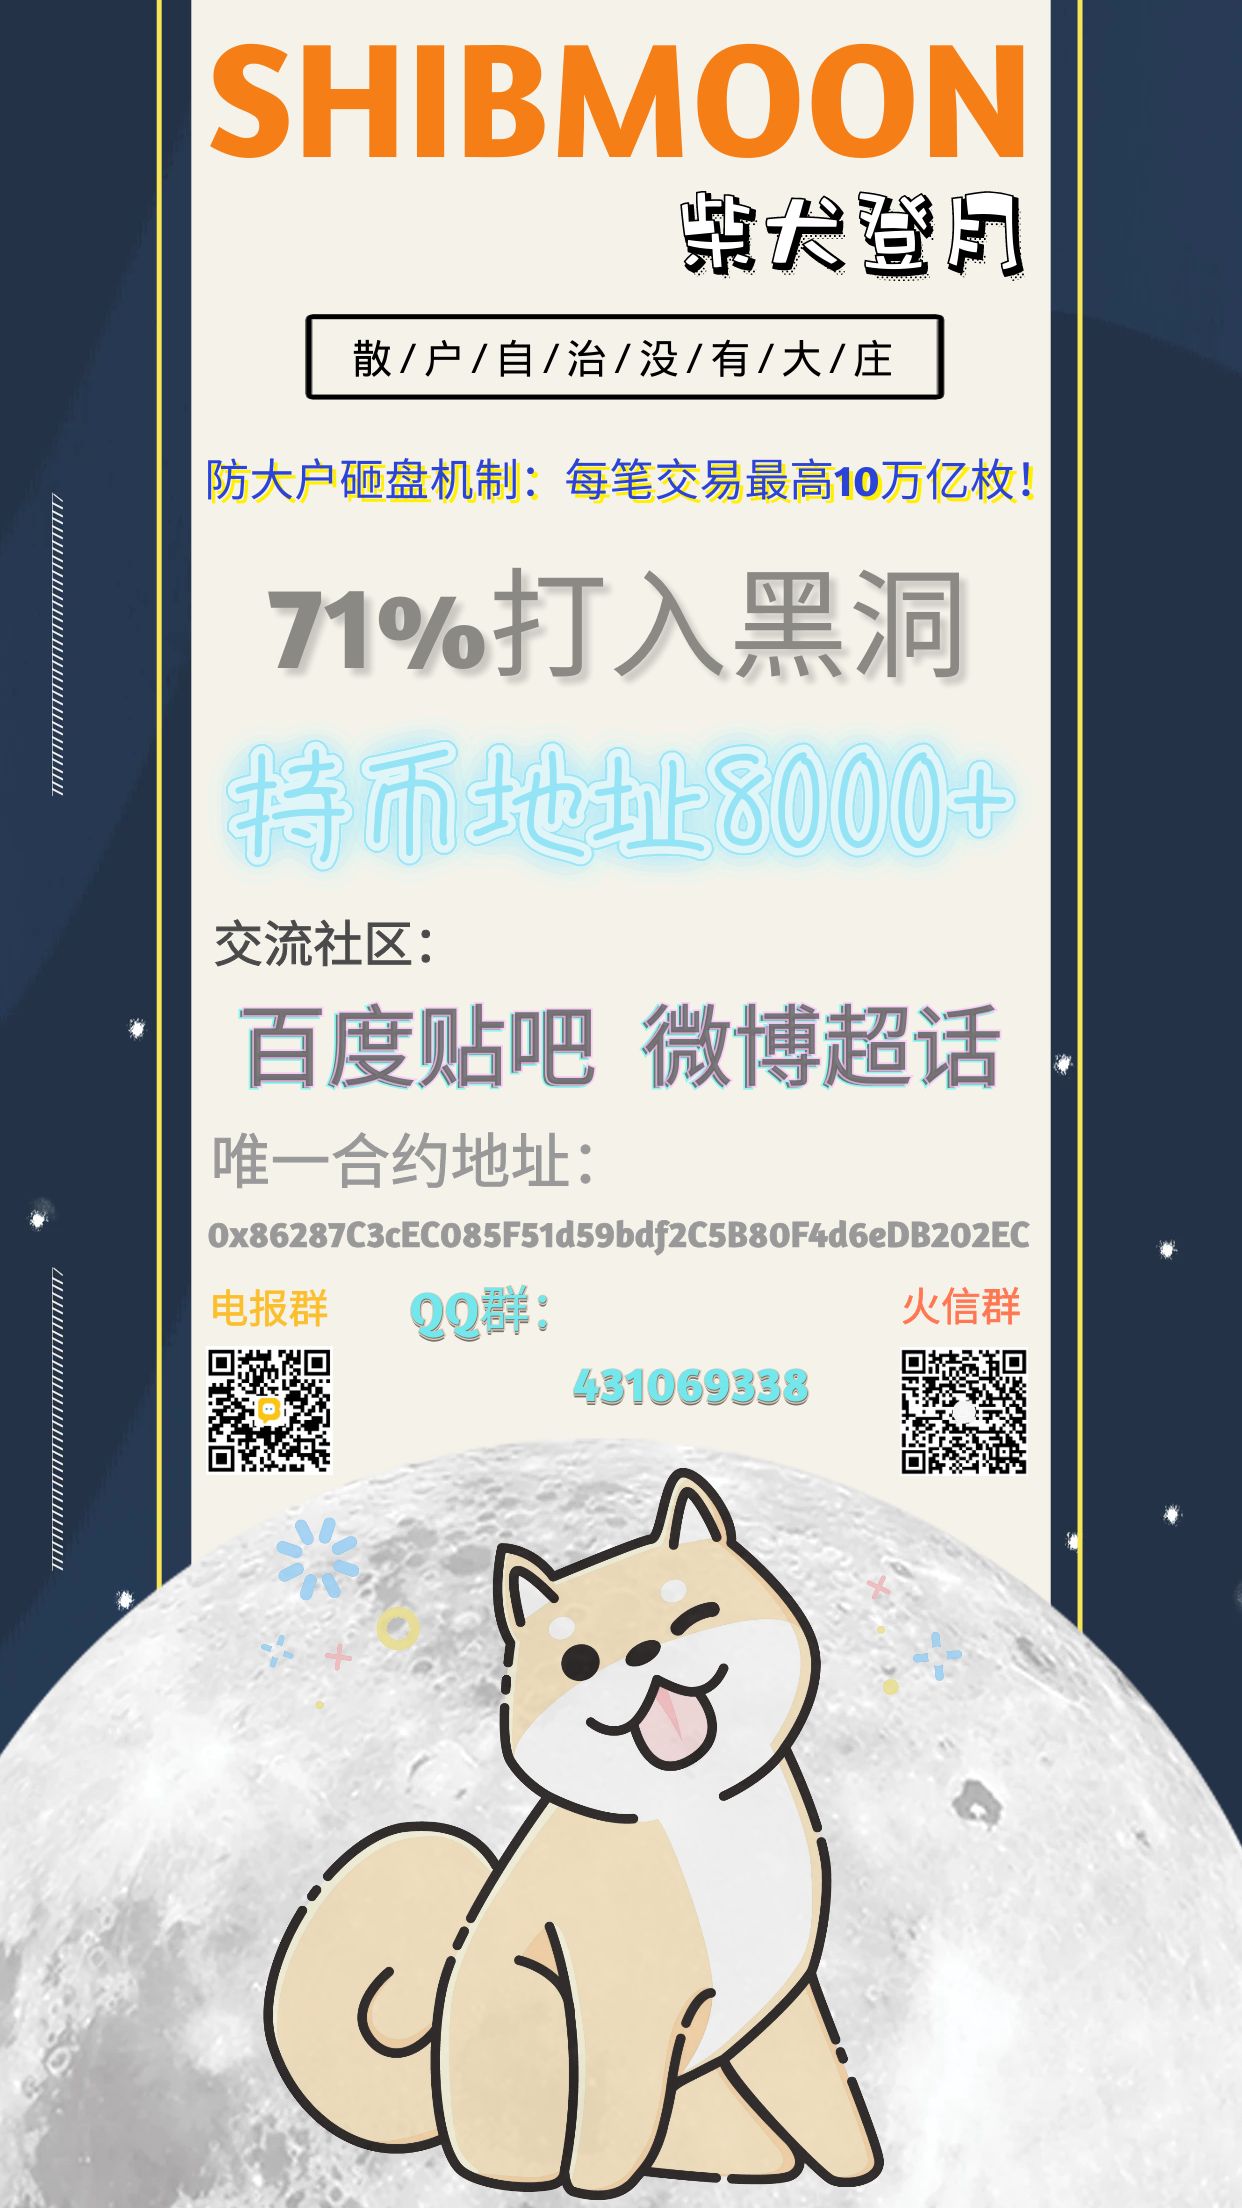 SHIBMOON
柴犬登月
散/户/自/治/没/有/大/庄
防大户砸盘机制：每笔交易最高10万亿枚！
71%打入黑洞
持币地址8000+
交流社区：
百度贴吧 微博超话
唯一合约地址：
0x86287C3cEC085F51d59bdf2C5B80F4d6eDB202EC
电报群 QQ群： 火信群
431069338